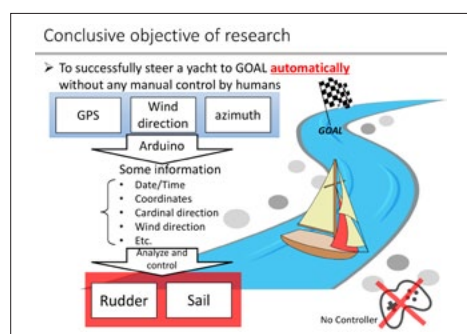 Conclusive objective of research
➢ To successfully steer a yacht to GOAL automatically
without any manual control by humans
GPS
Wind
direction
azimuth
Arduino
GOAL
Some information
• Date/Time
• Coordinates
• Cardinal direction
• Wind direction
• Etc.
Analyze and
control
Rudder
Sail
No Controller